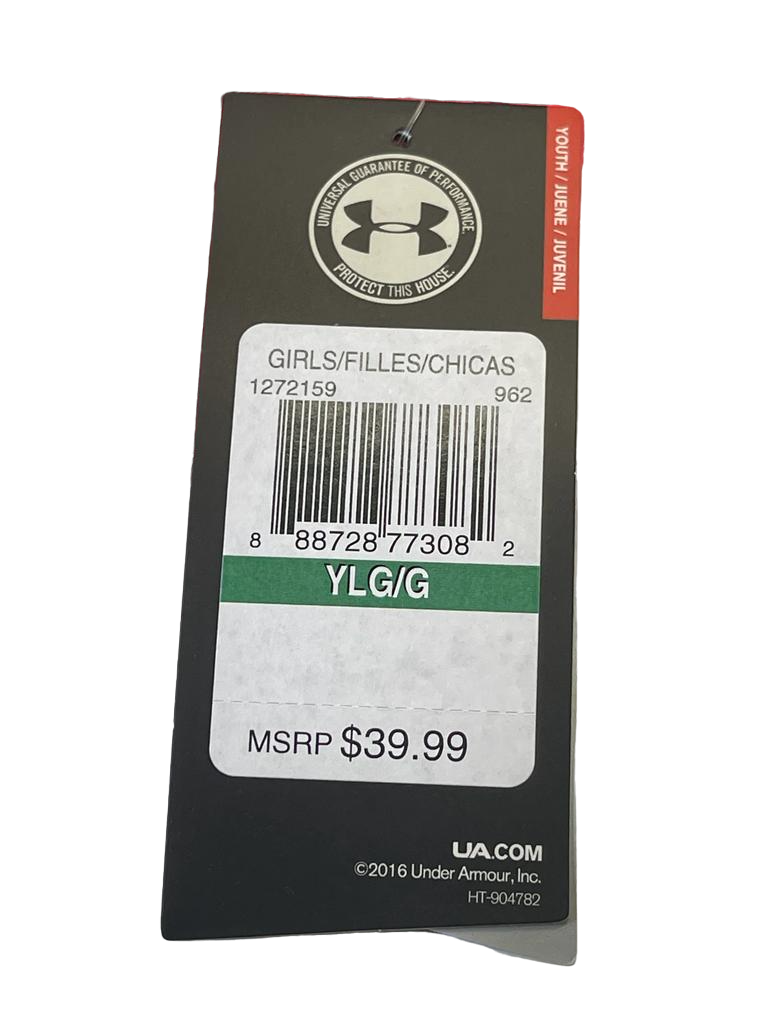 YOUTH / JUENE / JUVENIL
UNIVERSAL GUARANTEE OF PERFORMANCE.
PROTECT THIS HOUSE.
GIRLS/FILLES/CHICAS
1272159 962
8 88728 77308 2
YLG/G
MSRP $39.99
UA.COM
©2016 Under Armour, Inc.
HT-904782